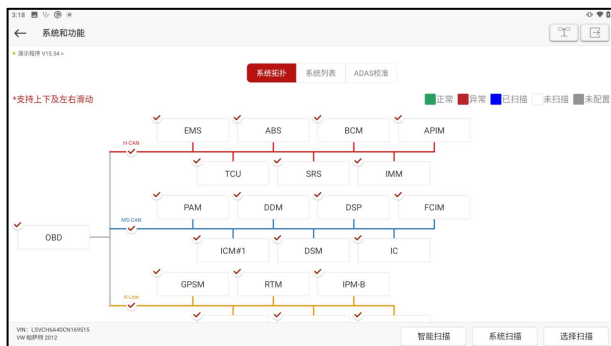 3:18
系统和功能
演示程序 V15.54 >
系统拓扑 系统列表 ADAS校准
*支持上下及左右滑动
正常 异常 已扫描 未扫描 未配置
EMS ABS BCM APIM
H-CAN
TCU SRS IMM
PAM DDM DSP FCIM
MS-CAN
OBD
ICM#1 DSM IC
GPSM RTM IPM-B
K-Line
VIN: LSVCH6A40CN169515
VW 帕萨特 2012
智能扫描 系统扫描 选择扫描